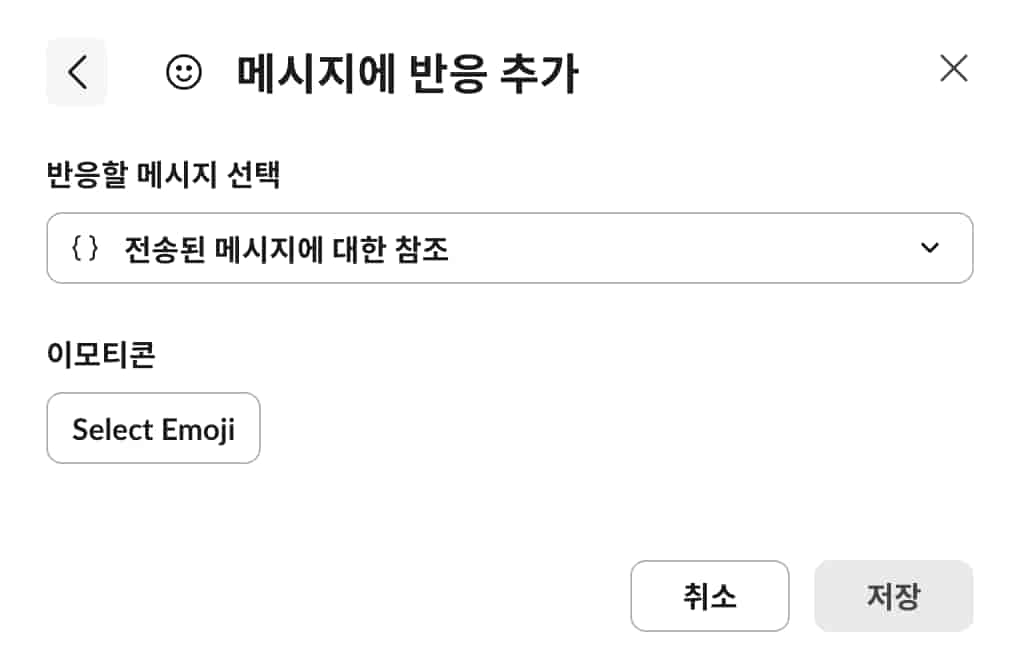 메시지에 반응 추가
반응할 메시지 선택
{} 전송된 메시지에 대한 참조
이모티콘
Select Emoji
취소 저장